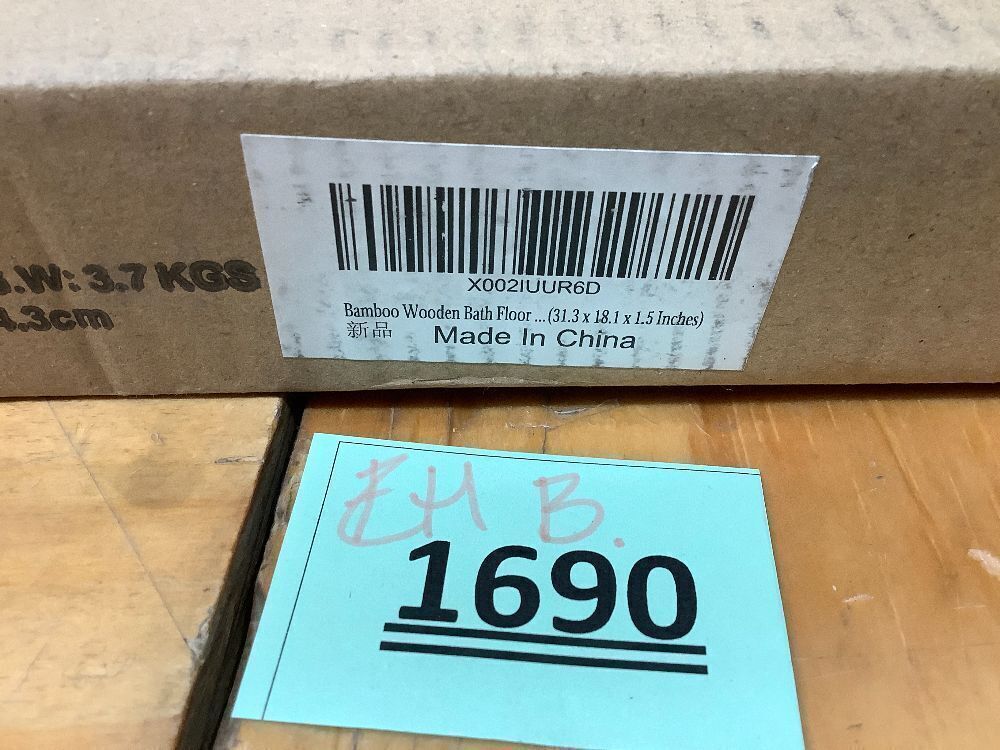 X002IUUR6D
Bamboo Wooden Bath Floor ... (31.3 x 18.1 x 1.5 Inches)
新品 Made In China
.W: 3.7 KGS
.3cm
EH B.
1690